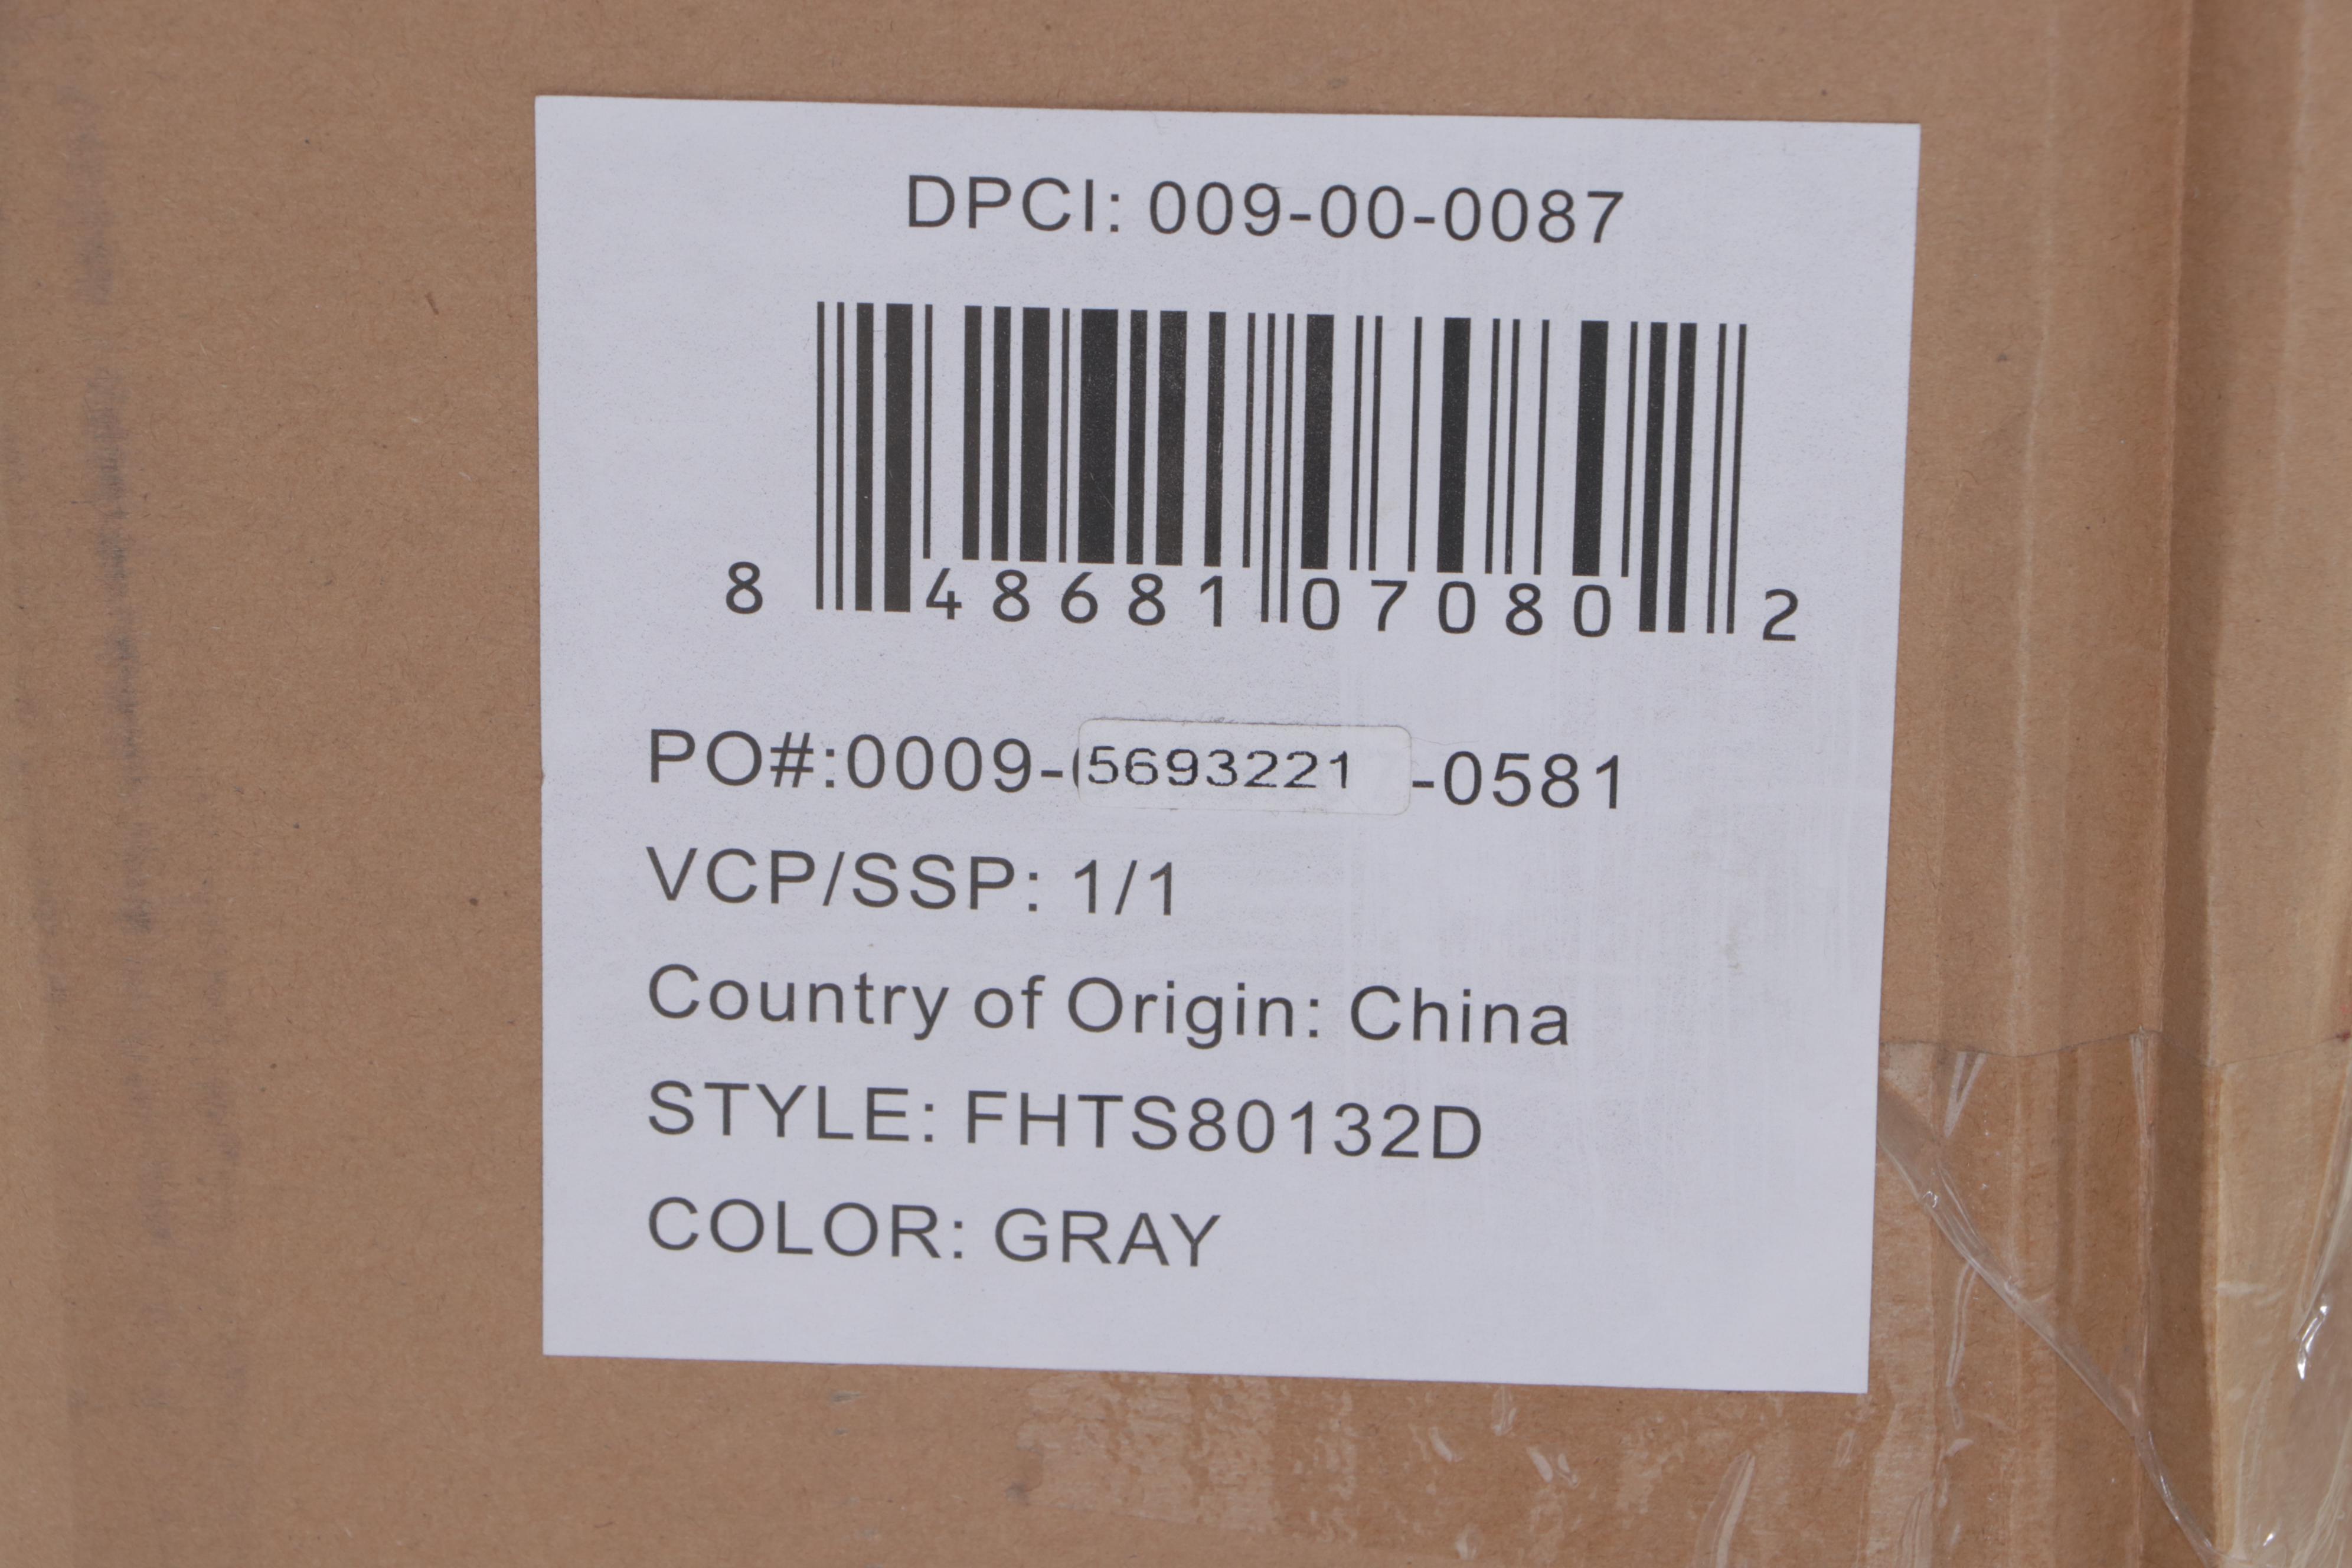 DPCI: 009-00-0087
8 48681 07080 2
PO#:0009-5693221-0581
VCP/SSP: 1/1
Country of Origin: China
STYLE: FHTS80132D
COLOR: GRAY